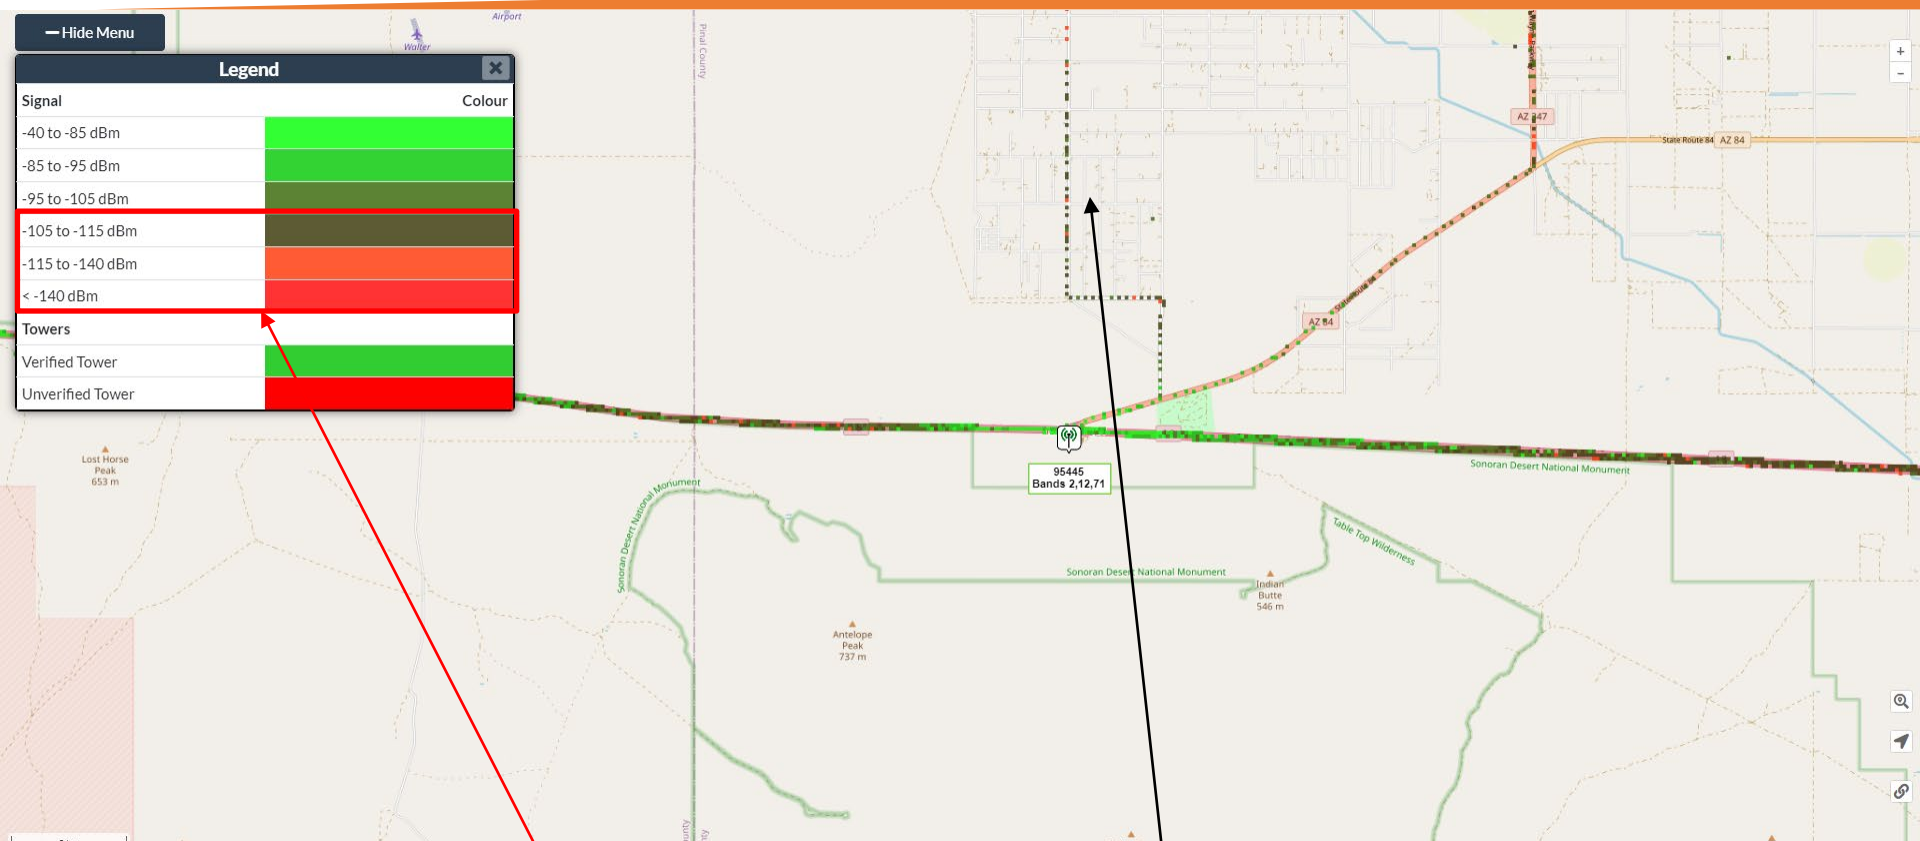 Hide Menu
Legend
Signal Colour
-40 to -85 dBm
-85 to -95 dBm
-95 to -105 dBm
-105 to -115 dBm
-115 to -140 dBm
< -140 dBm
Towers
Verified Tower
Unverified Tower
Airport
Walter
Pinal County
AZ 347
State Route 84
AZ 84
AZ 84
95445
Bands 2,12,71
Sonoran Desert National Monument
Lost Horse
Peak
653 m
Sonoran Desert National Monument
Table Top Wilderness
Sonoran Desert National Monument
Indian
Butte
546 m
Antelope
Peak
737 m
+
−